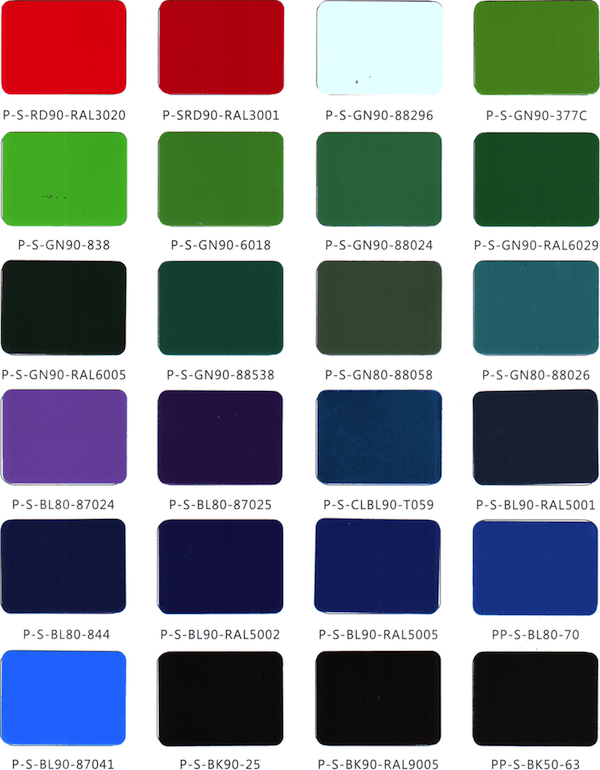 P-S-RD90-RAL3020
P-SRD90-RAL3001
P-S-GN90-88296
P-S-GN90-377C
P-S-GN90-838
P-S-GN90-6018
P-S-GN90-88024
P-S-GN90-RAL6029
P-S-GN90-RAL6005
P-S-GN90-88538
P-S-GN80-88058
P-S-GN80-88026
P-S-BL80-87024
P-S-BL80-87025
P-S-CLBL90-T059
P-S-BL90-RAL5001
P-S-BL80-844
P-S-BL90-RAL5002
P-S-BL90-RAL5005
PP-S-BL80-70
P-S-BL90-87041
P-S-BK90-25
P-S-BK90-RAL9005
PP-S-BK50-63